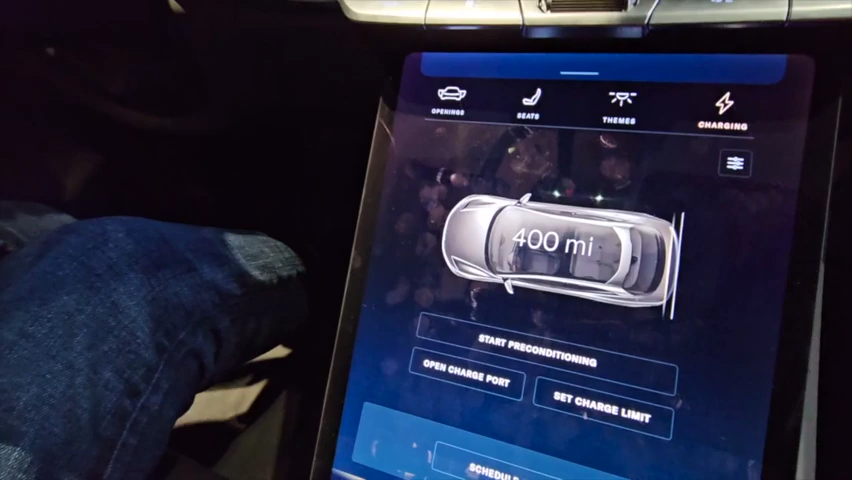 OPENINGS
SEATS
THEMES
CHARGING
400 mi
START PRECONDITIONING
OPEN CHARGE PORT
SET CHARGE LIMIT